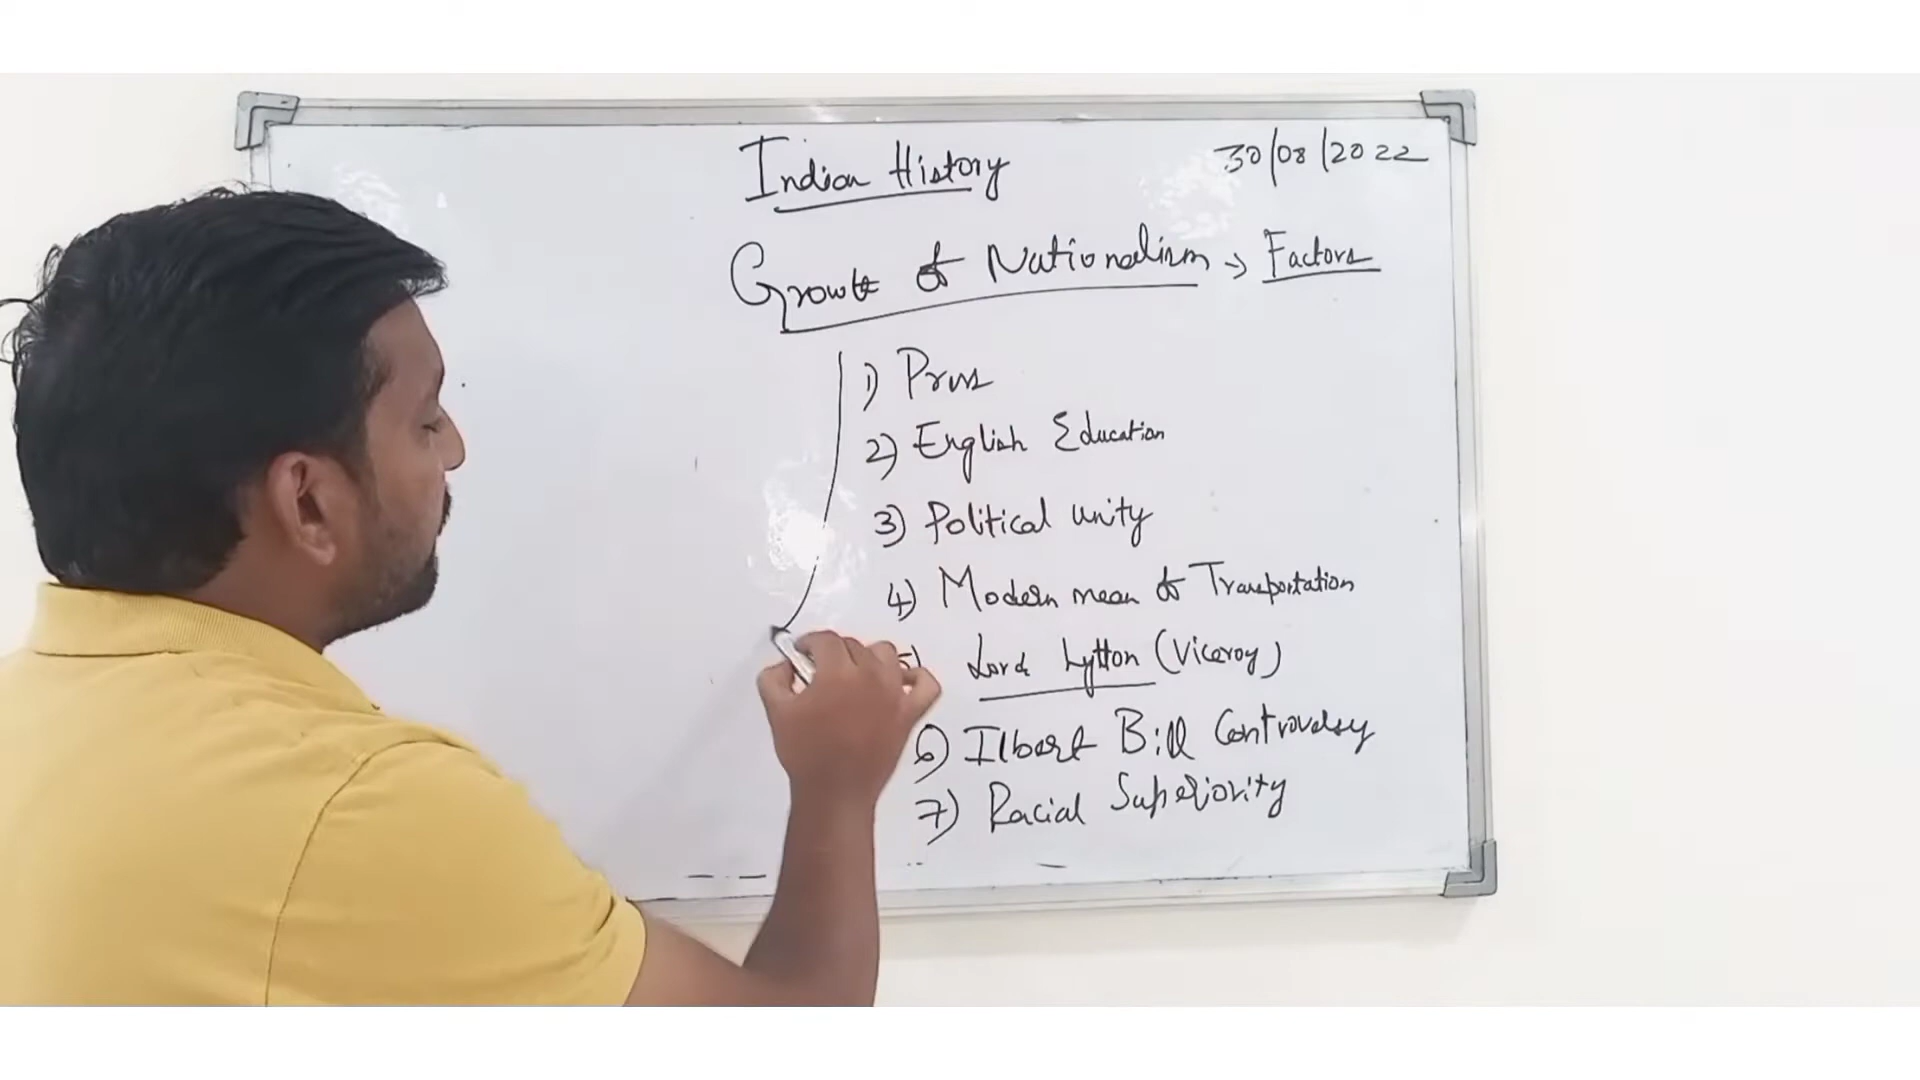 Indian History
30/08/2022
Growth of Nationalism → Factors
1) Press
2) English Education
3) Political unity
4) Modern mean of Transportation
5) Lord Lytton (Viceroy)
6) Ilbert Bill Controversy
7) Racial Superiority